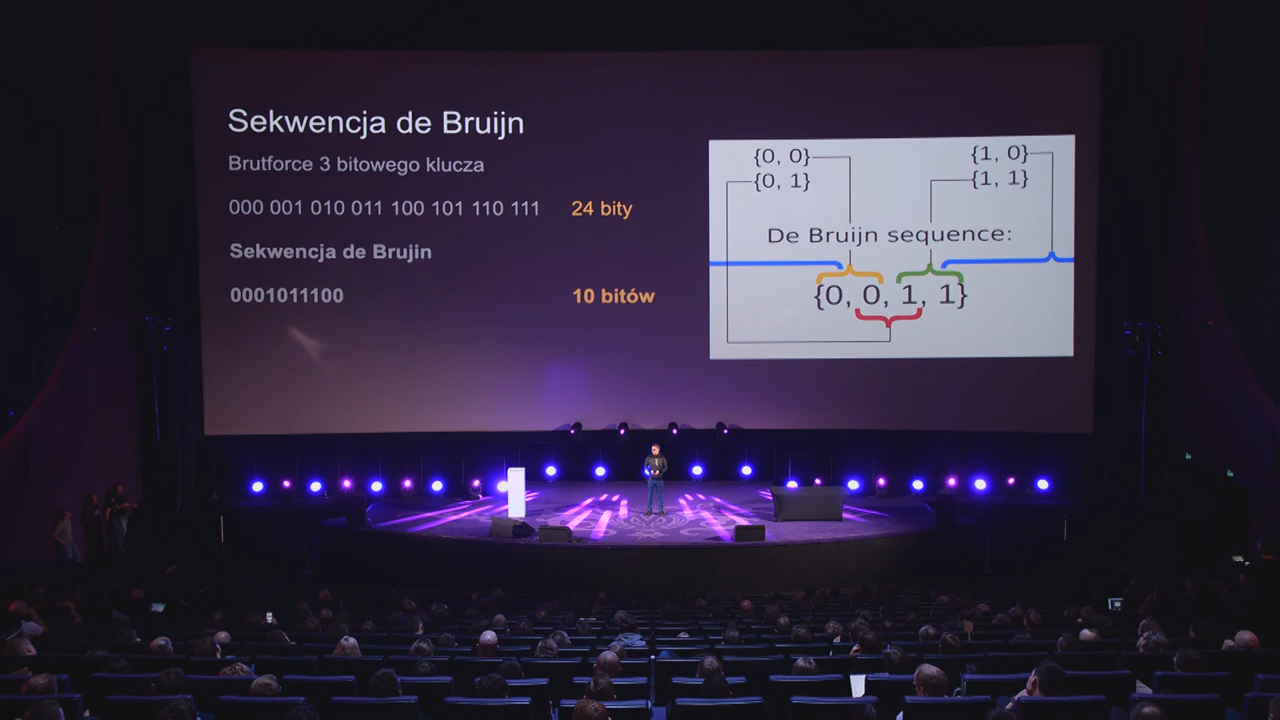 Sekwencja de Bruijn
Brutforce 3 bitowego klucza
000 001 010 011 100 101 110 111 24 bity
Sekwencja de Brujin
0001011100 10 bitów
{0, 0} {1, 0}
{0, 1} {1, 1}
De Bruijn sequence:
{0, 0, 1, 1}